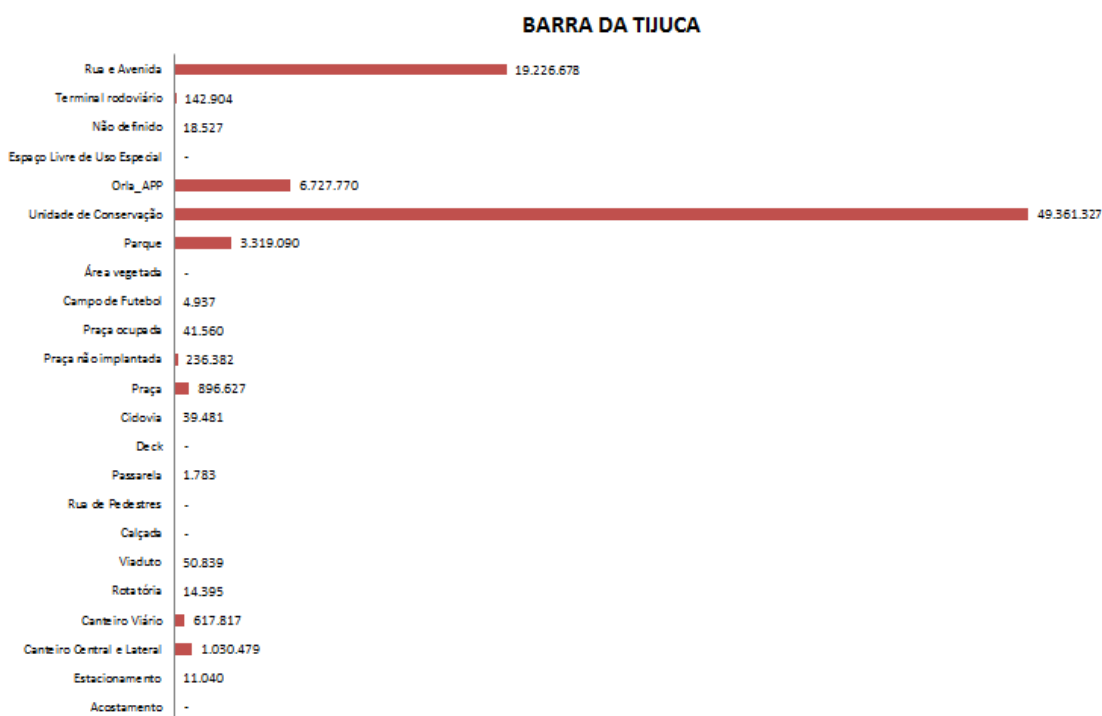 BARRA DA TIJUCA
Rua e Avenida 19.226.678
Terminal rodoviário 142.904
Não definido 18.527
Espaço Livre de Uso Especial -
Orla_APP 6.727.770
Unidade de Conservação 49.361.327
Parque 3.319.090
Área vegetada -
Campo de Futebol 4.937
Praça ocupada 41.560
Praça não implantada 236.382
Praça 896.627
Ciclovia 39.481
Deck -
Passarela 1.783
Rua de Pedestres -
Calçada -
Viaduto 50.839
Rotatória 14.395
Canteiro Viário 617.817
Canteiro Central e Lateral 1.030.479
Estacionamento 11.040
Acostamento -